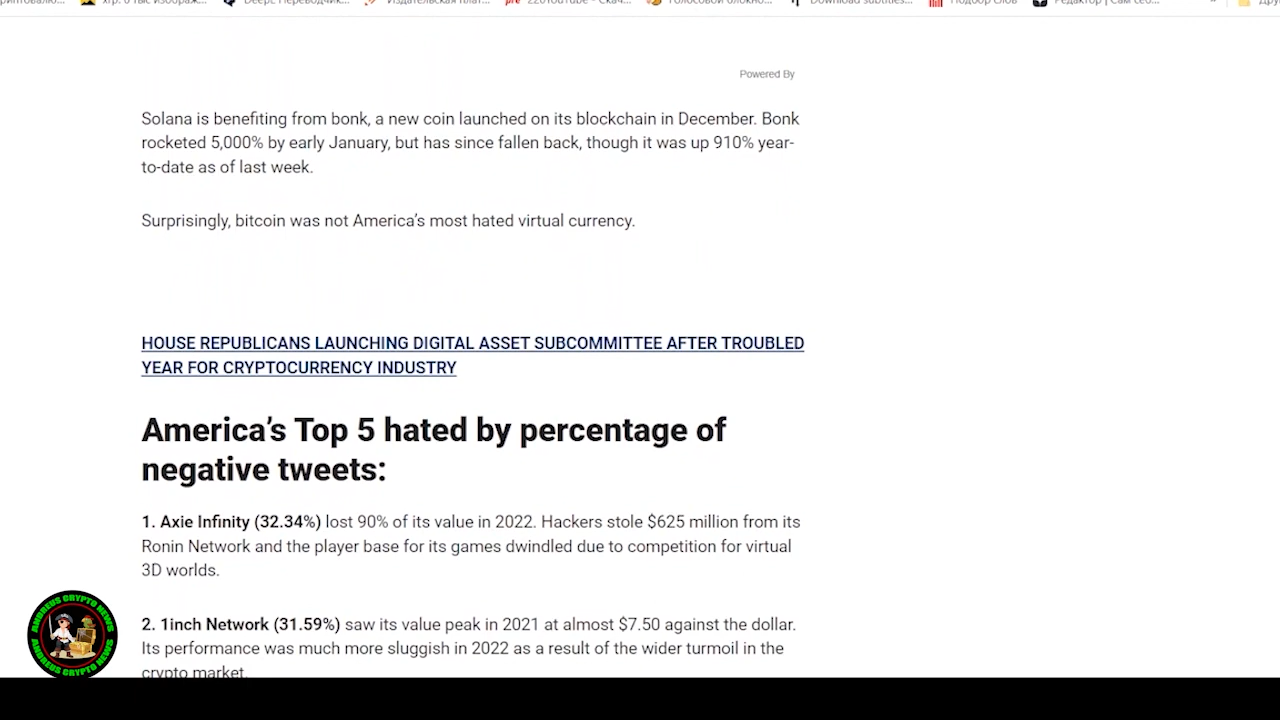 Powered By
Solana is benefiting from bonk, a new coin launched on its blockchain in December. Bonk
rocketed 5,000% by early January, but has since fallen back, though it was up 910% year-
to-date as of last week.
Surprisingly, bitcoin was not America’s most hated virtual currency.
HOUSE REPUBLICANS LAUNCHING DIGITAL ASSET SUBCOMMITTEE AFTER TROUBLED
YEAR FOR CRYPTOCURRENCY INDUSTRY
America’s Top 5 hated by percentage of
negative tweets:
1. Axie Infinity (32.34%) lost 90% of its value in 2022. Hackers stole $625 million from its
Ronin Network and the player base for its games dwindled due to competition for virtual
3D worlds.
2. 1inch Network (31.59%) saw its value peak in 2021 at almost $7.50 against the dollar.
Its performance was much more sluggish in 2022 as a result of the wider turmoil in the
crypto market.
ANDREUS CRYPTO NEWS
ANDREUS CRYPTO NEWS